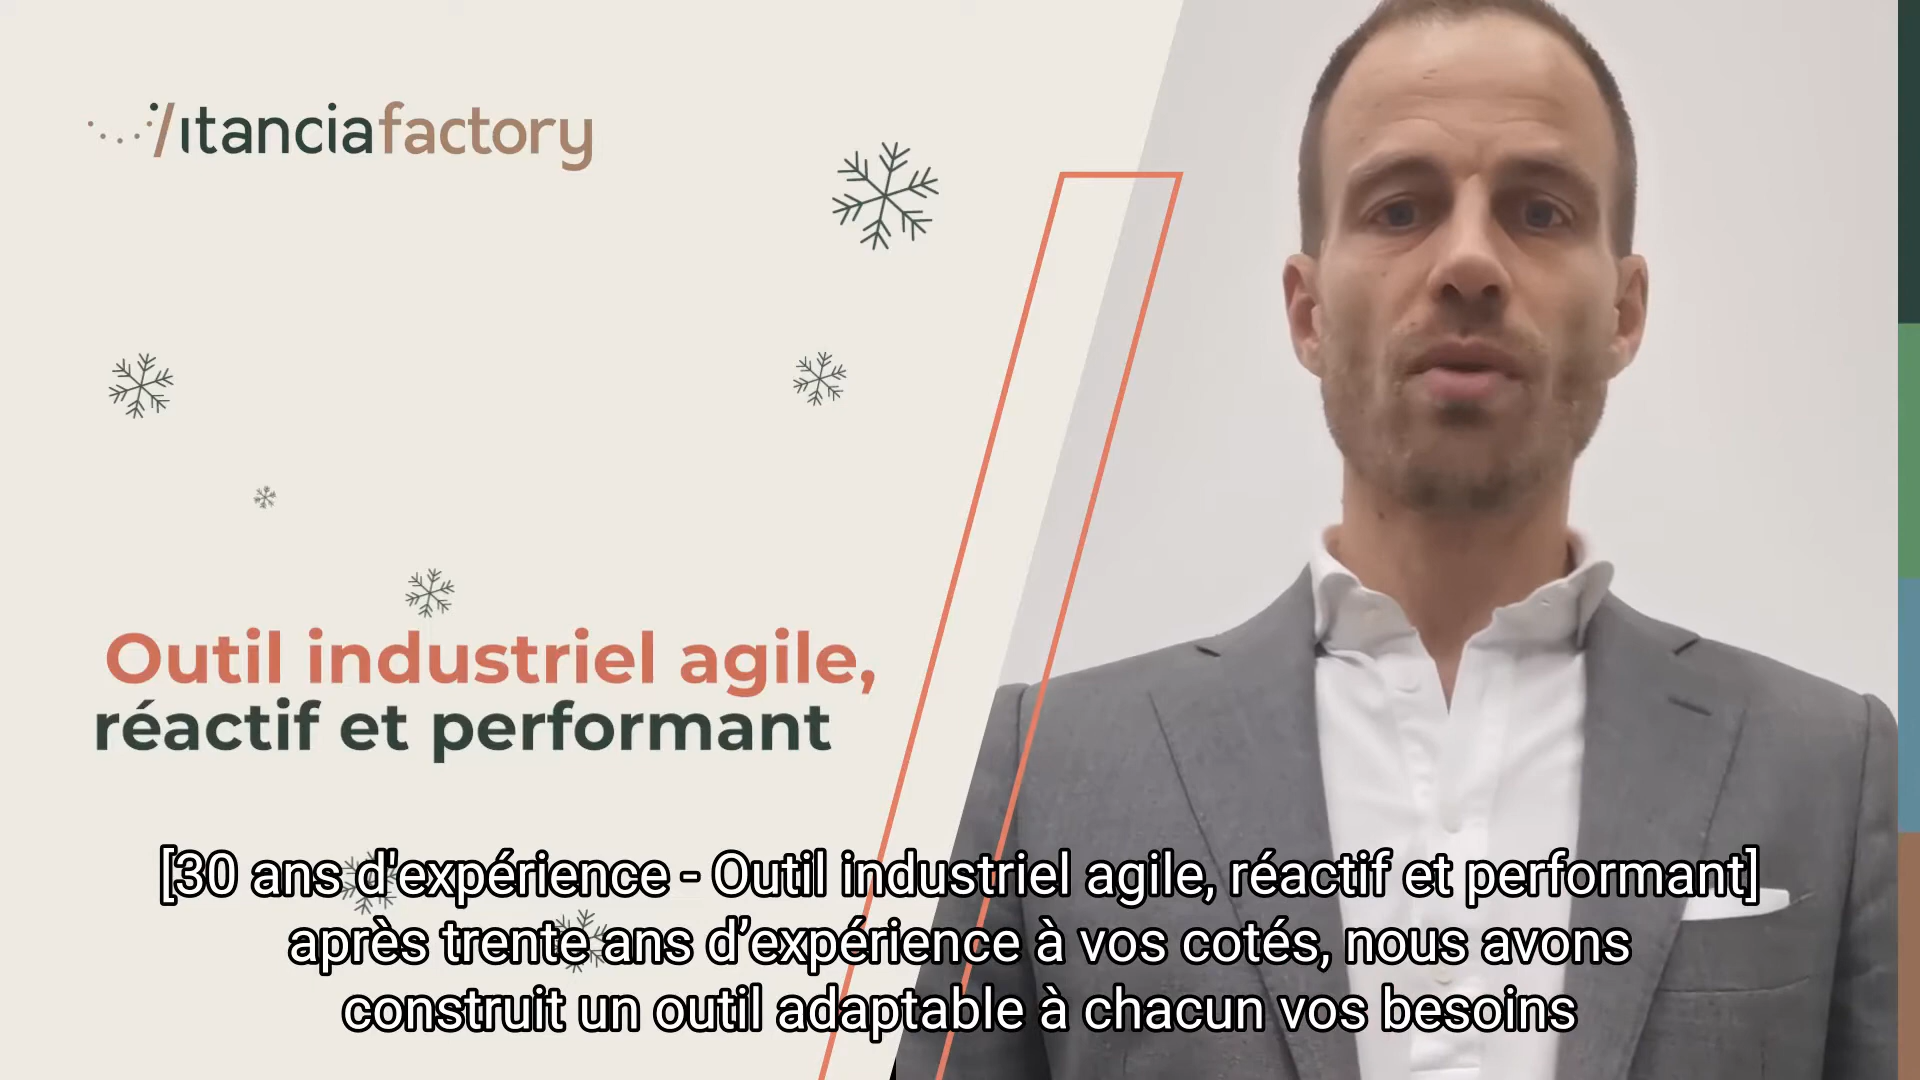 itanciafactory
Outil industriel agile,
réactif et performant
[30 ans d'expérience - Outil industriel agile, réactif et performant]
après trente ans d’expérience à vos cotés, nous avons
construit un outil adaptable à chacun vos besoins